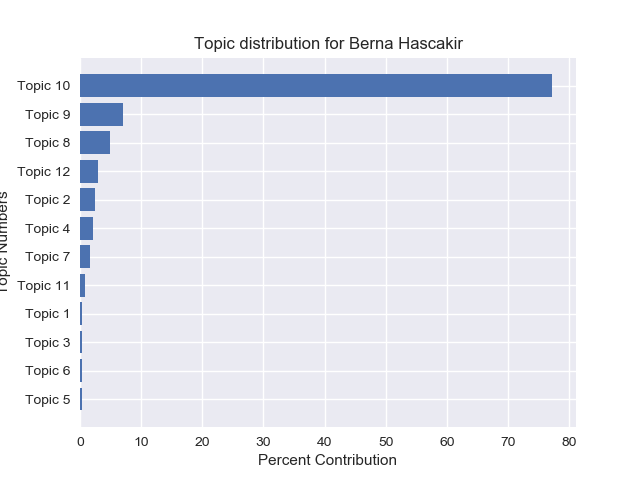 Topic distribution for Berna Hascakir
Topic 10
Topic 9
Topic 8
Topic 12
Topic 2
Topic 4
Topic 7
Topic 11
Topic 1
Topic 3
Topic 6
Topic 5
Topic Numbers
0 10 20 30 40 50 60 70 80
Percent Contribution